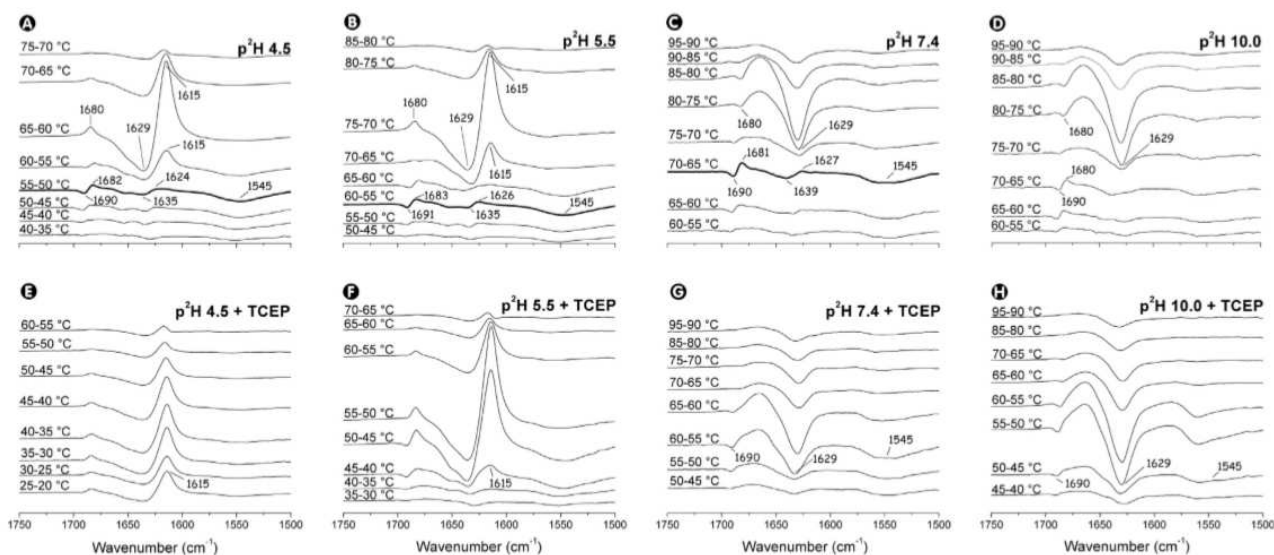 A
p²H 4.5
75-70 °C
70-65 °C
1615
1680
1629
65-60 °C
1615
60-55 °C
1682
1624
1545
55-50 °C
50-45 °C
1690
1635
45-40 °C
40-35 °C
1750 1700 1650 1600 1550 1500
B
p²H 5.5
85-80 °C
80-75 °C
1615
1680
1629
75-70 °C
70-65 °C
1615
65-60 °C
1683
1626
60-55 °C
1691
1635
1545
55-50 °C
50-45 °C
1750 1700 1650 1600 1550 1500
C
p²H 7.4
95-90 °C
90-85 °C
85-80 °C
80-75 °C
1680
1629
75-70 °C
1681
1627
1545
70-65 °C
1690
1639
65-60 °C
60-55 °C
1750 1700 1650 1600 1550 1500
D
p²H 10.0
95-90 °C
90-85 °C
85-80 °C
80-75 °C
1680
1629
75-70 °C
1680
70-65 °C
1690
65-60 °C
60-55 °C
1750 1700 1650 1600 1550 1500
E
p²H 4.5 + TCEP
60-55 °C
55-50 °C
50-45 °C
45-40 °C
40-35 °C
35-30 °C
30-25 °C
25-20 °C
1615
1750 1700 1650 1600 1550 1500
Wavenumber (cm⁻¹)
F
p²H 5.5 + TCEP
70-65 °C
65-60 °C
60-55 °C
55-50 °C
50-45 °C
45-40 °C
40-35 °C
1615
35-30 °C
1750 1700 1650 1600 1550 1500
Wavenumber (cm⁻¹)
G
p²H 7.4 + TCEP
95-90 °C
85-80 °C
75-70 °C
70-65 °C
65-60 °C
60-55 °C
1545
1690
1629
55-50 °C
50-45 °C
1750 1700 1650 1600 1550 1500
Wavenumber (cm⁻¹)
H
p²H 10.0 + TCEP
95-90 °C
85-80 °C
70-65 °C
65-60 °C
60-55 °C
55-50 °C
50-45 °C
1629
1545
1690
45-40 °C
1750 1700 1650 1600 1550 1500
Wavenumber (cm⁻¹)